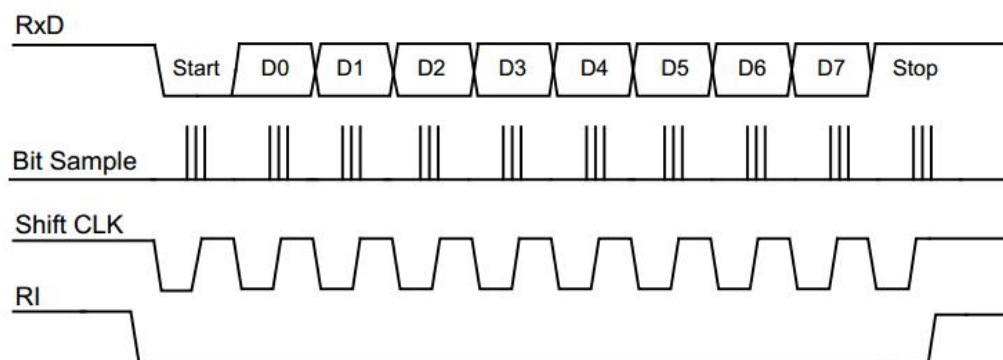 RxD
Start D0 D1 D2 D3 D4 D5 D6 D7 Stop
Bit Sample
Shift CLK
RI